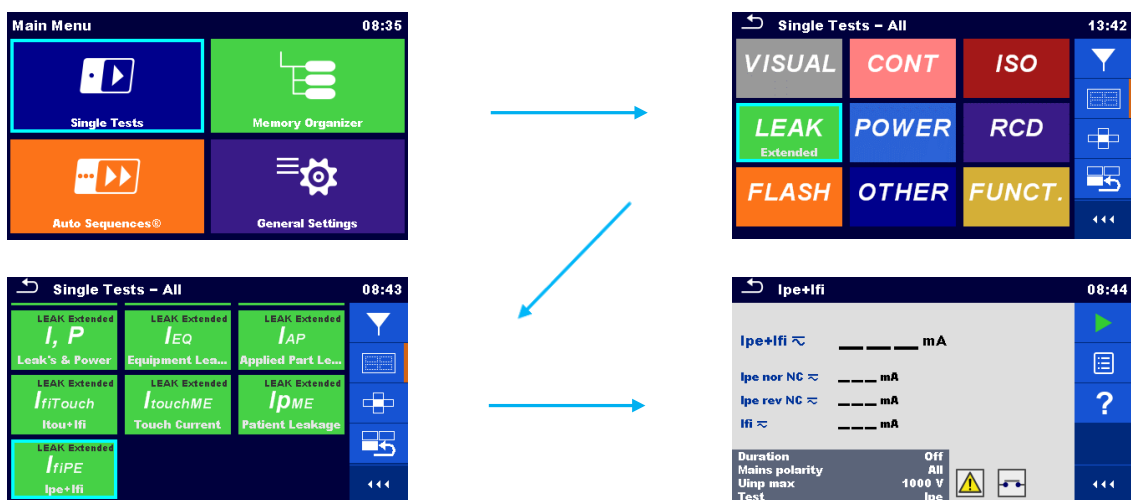 Main Menu 08:35
Single Tests
Memory Organizer
Auto Sequences®
General Settings
Single Tests – All 13:42
VISUAL CONT ISO
LEAK POWER RCD
Extended
FLASH OTHER FUNCT.
Single Tests – All 08:43
LEAK Extended LEAK Extended LEAK Extended
I, P IEQ IAP
Leak's & Power Equipment Lea... Applied Part Le...
LEAK Extended LEAK Extended LEAK Extended
IfiTouch ItouchME IpME
Itou+Ifi Touch Current Patient Leakage
LEAK Extended
IfiPE
Ipe+Ifi
Ipe+Ifi 08:44
Ipe+Ifi ⏦ _ _ _ mA
Ipe nor NC ⏦ _ _ _ mA
Ipe rev NC ⏦ _ _ _ mA
Ifi ⏦ _ _ _ mA
?
Duration Off
Mains polarity All
Uinp max 1000 V
Test Ipe